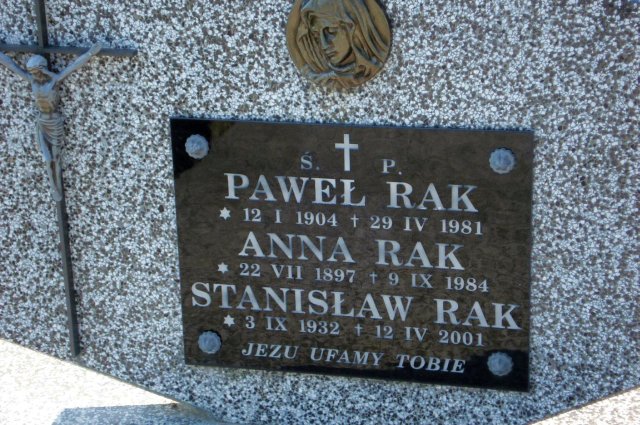 Ś. † P.
PAWEŁ RAK
✶ 12 I 1904 † 29 IV 1981
ANNA RAK
✶ 22 VII 1897 † 9 IX 1984
STANISŁAW RAK
✶ 3 IX 1932 † 12 IV 2001
JEZU UFAMY TOBIE